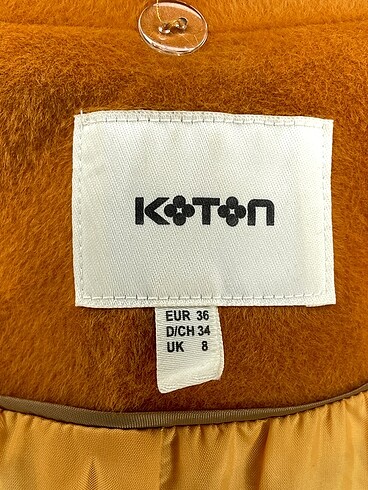 KOTON
EUR 36
D/CH 34
UK 8